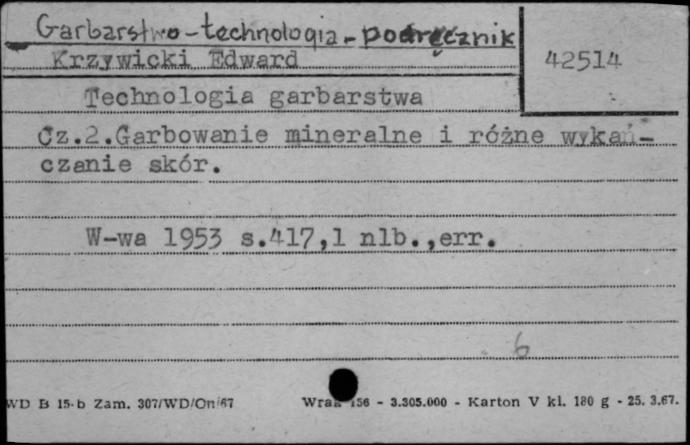 Garbarstwo-technologia-podręcznik
Krzywicki Edward
42514
Technologia garbarstwa
Cz.2.Garbowanie mineralne i różne wykań-
czanie skór.
W-wa 1953 s.417,1 nlb.,err.
6
WD B 15-b Zam. 307/WD/On/67 156 - 3.305.000 - Karton V kl. 180 g - 25. 3.67.